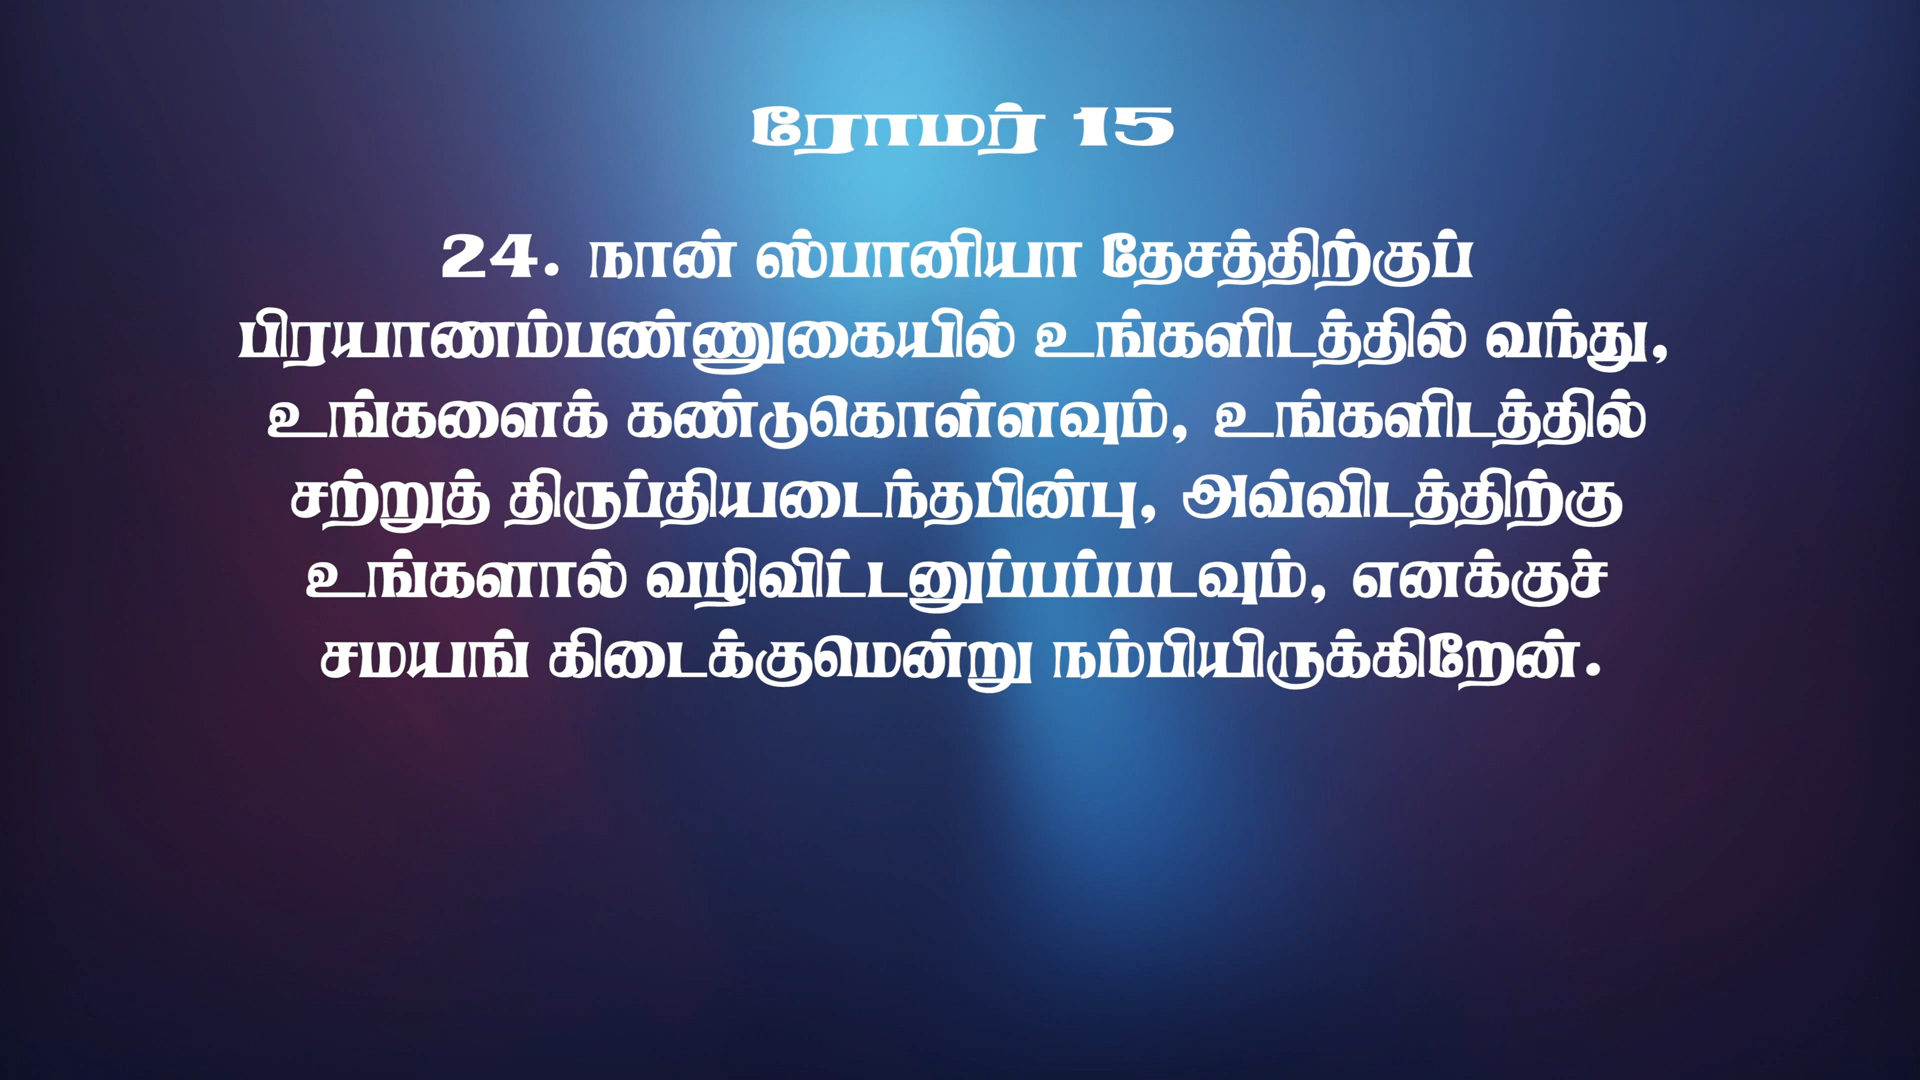 ரோமர் 15
24. நான் ஸ்பானியா தேசத்திற்குப்
பிரயாணம்பண்ணுகையில் உங்களிடத்தில் வந்து,
உங்களைக் கண்டுகொள்ளவும், உங்களிடத்தில்
சற்றுத் திருப்தியடைந்தபின்பு, அவ்விடத்திற்கு
உங்களால் வழிவிட்டனுப்பப்படவும், எனக்குச்
சமயங் கிடைக்குமென்று நம்பியிருக்கிறேன்.